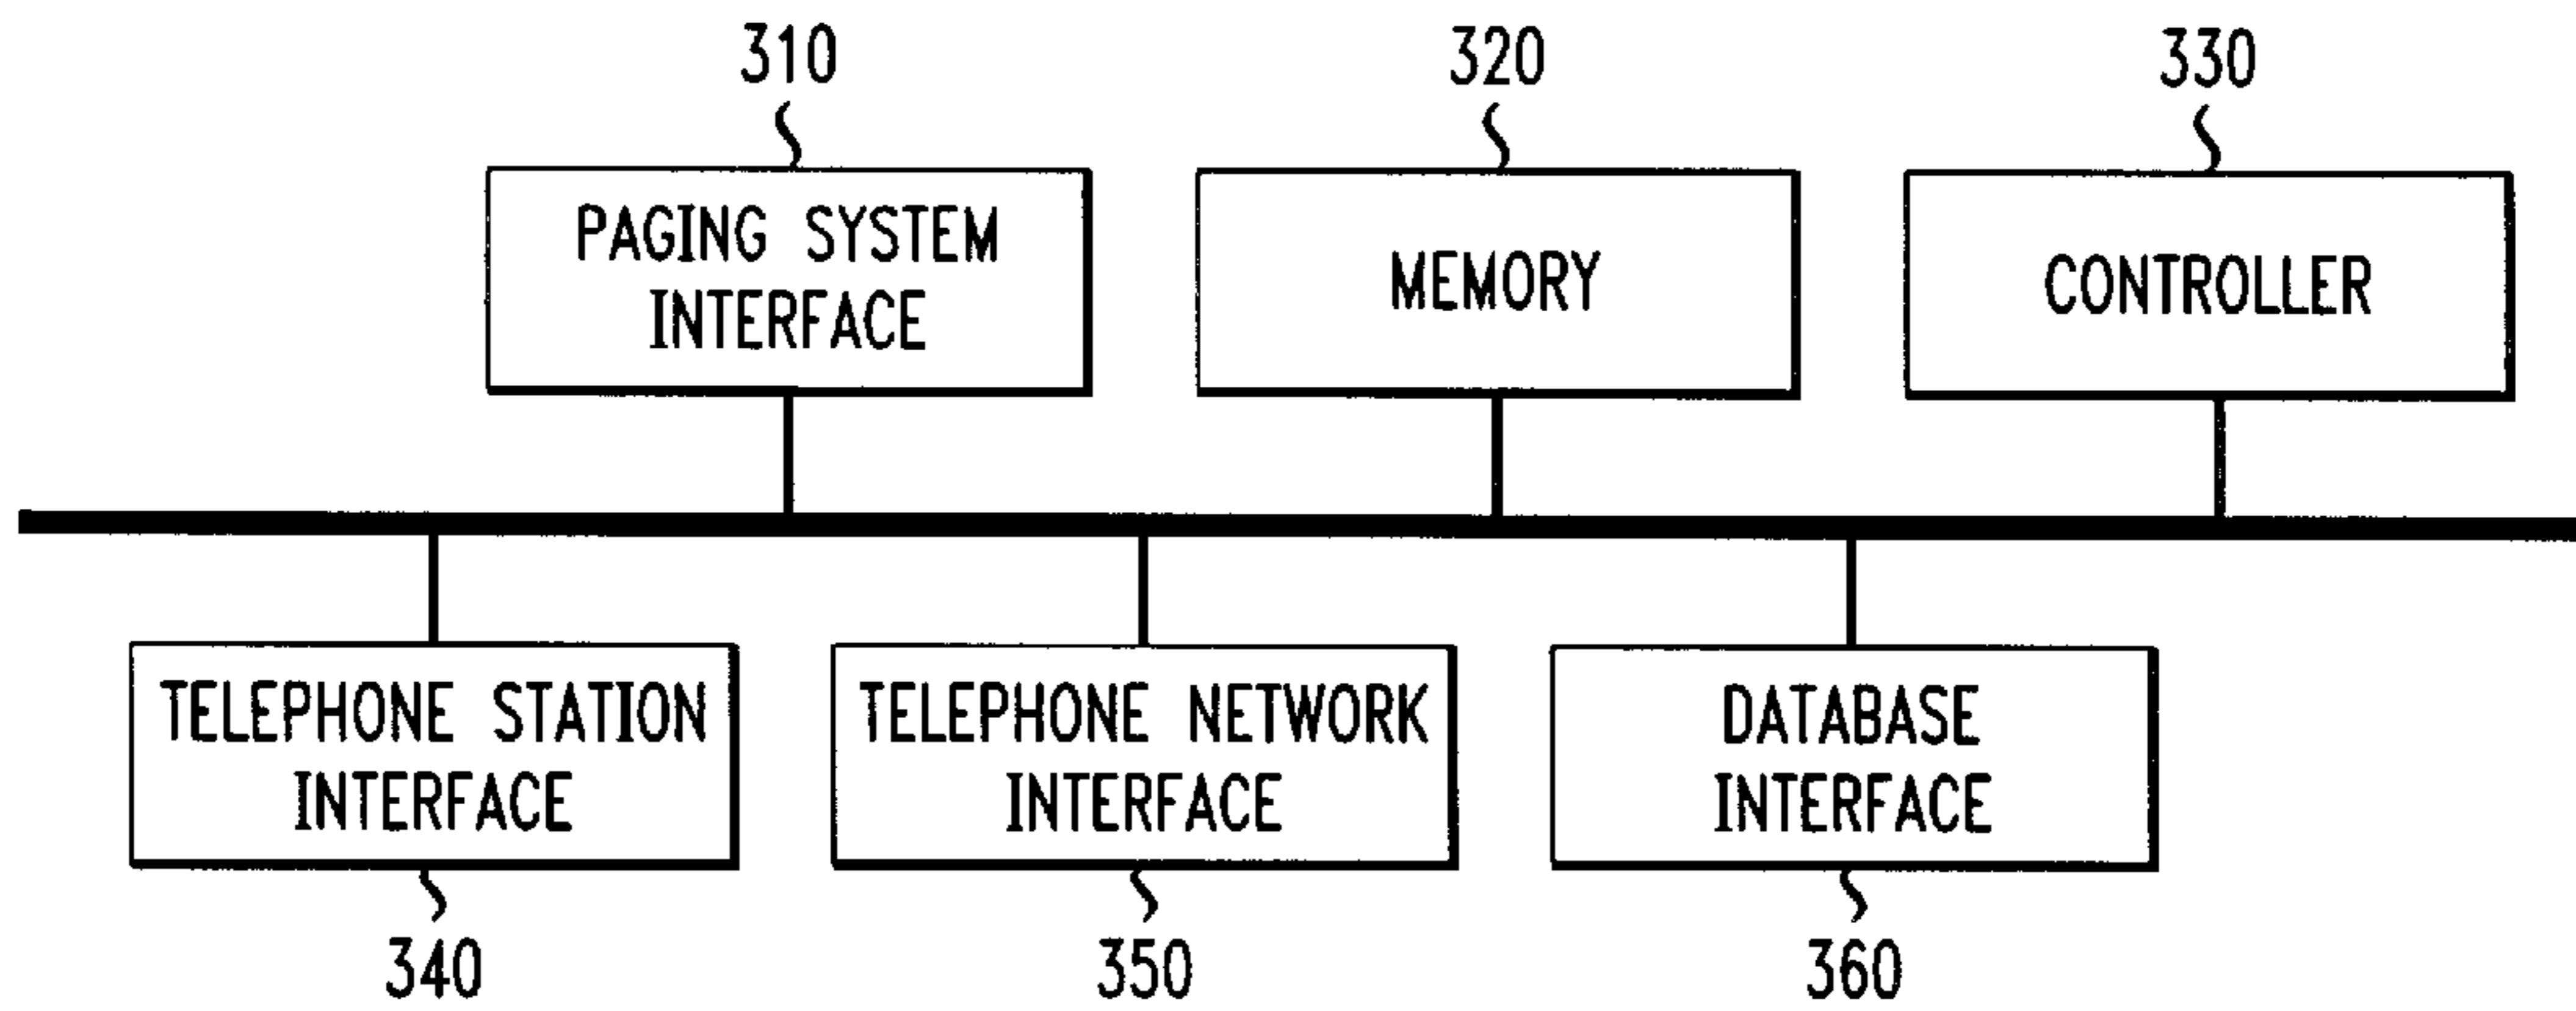 310
320
330
PAGING SYSTEM
INTERFACE
MEMORY
CONTROLLER
TELEPHONE STATION
INTERFACE
TELEPHONE NETWORK
INTERFACE
DATABASE
INTERFACE
340
350
360